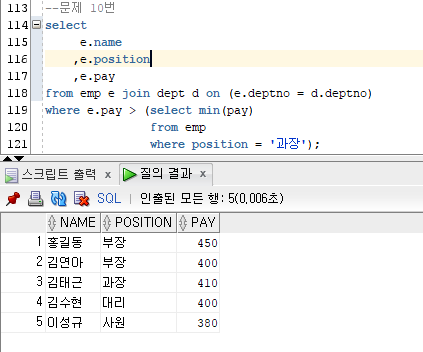 113
114 select
115 e.name
116 ,e.position
117 ,e.pay
118 from emp e join dept d on (e.deptno = d.deptno)
119 where e.pay > (select min(pay)
120 from emp
121 where position = '과장');
--문제 10번
스크립트 출력 x 질의 결과 x
SQL | 인출된 모든 행: 5(0,006초)
NAME POSITION PAY
1 홍길동 부장 450
2 김연아 부장 400
3 김태근 과장 410
4 김수현 대리 400
5 이성규 사원 380